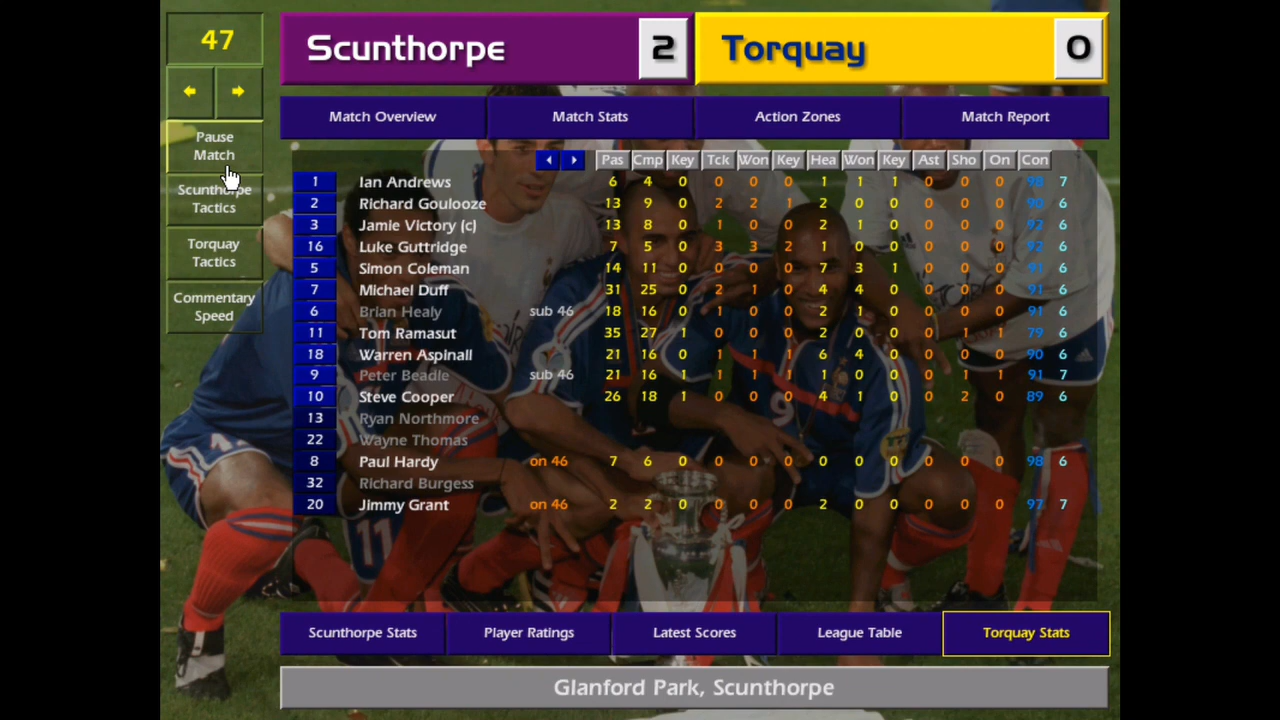 47
Scunthorpe 2 Torquay 0
Pause Match
Scunthorpe Tactics
Torquay Tactics
Commentary Speed
Match Overview Match Stats Action Zones Match Report
Pas Cmp Key Tck Won Key Hea Won Key Ast Sho On Con
1 Ian Andrews 6 4 0 0 0 0 1 1 1 0 0 0 98 7
2 Richard Goulooze 13 9 0 2 2 1 2 0 0 0 0 0 90 6
3 Jamie Victory (c) 13 8 0 1 0 0 2 1 0 0 0 0 97 6
16 Luke Guttridge 7 5 0 3 3 2 1 0 0 0 0 0 92 6
5 Simon Coleman 14 11 0 0 0 0 7 3 1 0 0 0 91 6
7 Michael Duff 31 25 0 2 1 0 4 4 0 0 0 0 91 6
6 Brian Healy sub 46 18 16 0 1 0 0 2 1 0 0 0 0 91 6
11 Tom Ramasut 35 27 1 0 0 0 2 0 0 0 1 1 79 6
18 Warren Aspinall 21 16 0 1 1 1 6 4 0 0 0 0 90 6
9 Peter Beadle sub 46 21 16 1 1 1 1 1 0 0 0 1 1 91 7
10 Steve Cooper 26 18 1 0 0 0 4 1 0 0 2 0 89 6
13 Ryan Northmore
22 Wayne Thomas
8 Paul Hardy on 46 7 6 0 0 0 0 0 0 0 0 0 0 98 6
32 Richard Burgess
20 Jimmy Grant on 46 2 2 0 0 0 0 2 0 0 0 0 0 97 7
Scunthorpe Stats Player Ratings Latest Scores League Table Torquay Stats
Glanford Park, Scunthorpe